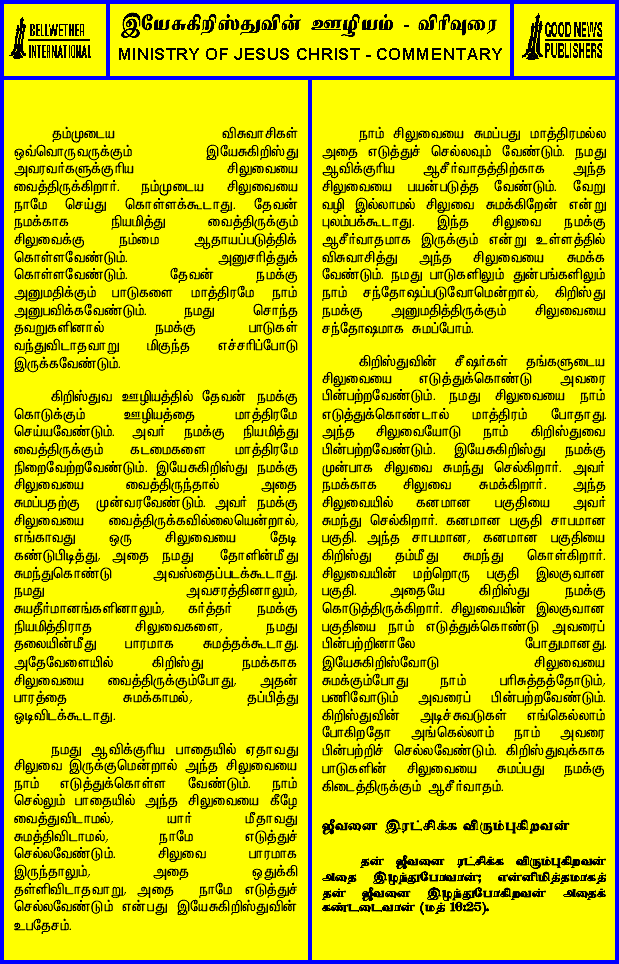 BELLWETHER
INTERNATIONAL
இயேசுகிறிஸ்துவின் ஊழியம் - விரிவுரை
MINISTRY OF JESUS CHRIST - COMMENTARY
GOOD NEWS
PUBLISHERS
தம்முடைய விசுவாசிகள்
ஒவ்வொருவருக்கும் இயேசுகிறிஸ்து
அவரவர்களுக்குரிய சிலுவையை
வைத்திருக்கிறார். நம்முடைய சிலுவையை
நாமே செய்து கொள்ளக்கூடாது. தேவன்
நமக்காக நியமித்து வைத்திருக்கும்
சிலுவைக்கு நம்மை ஆதாயப்படுத்திக்
கொள்ளவேண்டும். அனுசரித்துக்
கொள்ளவேண்டும். தேவன் நமக்கு
அனுமதிக்கும் பாடுகளை மாத்திரமே நாம்
அனுபவிக்கவேண்டும். நமது சொந்த
தவறுகளினால் நமக்கு பாடுகள்
வந்துவிடாதவாறு மிகுந்த எச்சரிப்போடு
இருக்கவேண்டும்.
கிறிஸ்துவ ஊழியத்தில் தேவன் நமக்கு
கொடுக்கும் ஊழியத்தை மாத்திரமே
செய்யவேண்டும். அவர் நமக்கு நியமித்து
வைத்திருக்கும் கடமைகளை மாத்திரமே
நிறைவேற்றவேண்டும். இயேசுகிறிஸ்து நமக்கு
சிலுவையை வைத்திருந்தால் அதை
சுமப்பதற்கு முன்வரவேண்டும். அவர் நமக்கு
சிலுவையை வைத்திருக்கவில்லையென்றால்,
எங்காவது ஒரு சிலுவையை தேடி
கண்டுபிடித்து, அதை நமது தோளின்மீது
சுமந்துகொண்டு அவஸ்தைப்படக்கூடாது.
நமது அவசரத்தினாலும்,
சுயதீர்மானங்களினாலும், கர்த்தர் நமக்கு
நியமித்திராத சிலுவைகளை, நமது
தலையின்மீது பாரமாக சுமத்தக்கூடாது.
அதேவேளையில் கிறிஸ்து நமக்காக
சிலுவையை வைத்திருக்கும்போது, அதன்
பாரத்தை சுமக்காமல், தப்பித்து
ஓடிவிடக்கூடாது.
நமது ஆவிக்குரிய பாதையில் ஏதாவது
சிலுவை இருக்குமென்றால் அந்த சிலுவையை
நாம் எடுத்துக்கொள்ள வேண்டும். நாம்
செல்லும் பாதையில் அந்த சிலுவையை கீழே
வைத்துவிடாமல், யார் மீதாவது
சுமத்திவிடாமல், நாமே எடுத்துச்
செல்லவேண்டும். சிலுவை பாரமாக
இருந்தாலும், அதை ஒதுக்கி
தள்ளிவிடாதவாறு, அதை நாமே எடுத்துச்
செல்லவேண்டும் என்பது இயேசுகிறிஸ்துவின்
உபதேசம்.
நாம் சிலுவையை சுமப்பது மாத்திரமல்ல
அதை எடுத்துச் செல்லவும் வேண்டும். நமது
ஆவிக்குரிய ஆசீர்வாதத்திற்காக அந்த
சிலுவையை பயன்படுத்த வேண்டும். வேறு
வழி இல்லாமல் சிலுவை சுமக்கிறேன் என்று
புலம்பக்கூடாது. இந்த சிலுவை நமக்கு
ஆசீர்வாதமாக இருக்கும் என்று உள்ளத்தில்
விசுவாசித்து அந்த சிலுவையை சுமக்க
வேண்டும். நமது பாடுகளிலும் துன்பங்களிலும்
நாம் சந்தோஷப்படுவோமென்றால், கிறிஸ்து
நமக்கு அனுமதித்திருக்கும் சிலுவையை
சந்தோஷமாக சுமப்போம்.
கிறிஸ்துவின் சீஷர்கள் தங்களுடைய
சிலுவையை எடுத்துக்கொண்டு அவரை
பின்பற்றவேண்டும். நமது சிலுவையை நாம்
எடுத்துக்கொண்டால் மாத்திரம் போதாது.
அந்த சிலுவையோடு நாம் கிறிஸ்துவை
பின்பற்றவேண்டும். இயேசுகிறிஸ்து நமக்கு
முன்பாக சிலுவை சுமந்து செல்கிறார். அவர்
நமக்காக சிலுவை சுமக்கிறார். அந்த
சிலுவையில் கனமான பகுதியை அவர்
சுமந்து செல்கிறார். கனமான பகுதி சாபமான
பகுதி. அந்த சாபமான, கனமான பகுதியை
கிறிஸ்து தம்மீது சுமந்து கொள்கிறார்.
சிலுவையின் மற்றொரு பகுதி இலகுவான
பகுதி. அதையே கிறிஸ்து நமக்கு
கொடுத்திருக்கிறார். சிலுவையின் இலகுவான
பகுதியை நாம் எடுத்துக்கொண்டு அவரைப்
பின்பற்றினாலே போதுமானது.
இயேசுகிறிஸ்வோடு சிலுவையை
சுமக்கும்போது நாம் பரிசுத்தத்தோடும்,
பணிவோடும் அவரைப் பின்பற்றவேண்டும்.
கிறிஸ்துவின் அடிச்சுவடுகள் எங்கெல்லாம்
போகிறதோ அங்கெல்லாம் நாம் அவரை
பின்பற்றிச் செல்லவேண்டும். கிறிஸ்துவுக்காக
பாடுகளின் சிலுவையை சுமப்பது நமக்கு
கிடைத்திருக்கும் ஆசீர்வாதம்.
ஜீவனை இரட்சிக்க விரும்புகிறவன்
தன் ஜீவனை ரட்சிக்க விரும்புகிறவன்
அதை இழந்துபோவான்; என்னிமித்தமாகத்
தன் ஜீவனை இழந்துபோகிறவன் அதைக்
கண்டடைவான் (மத் 16:25).